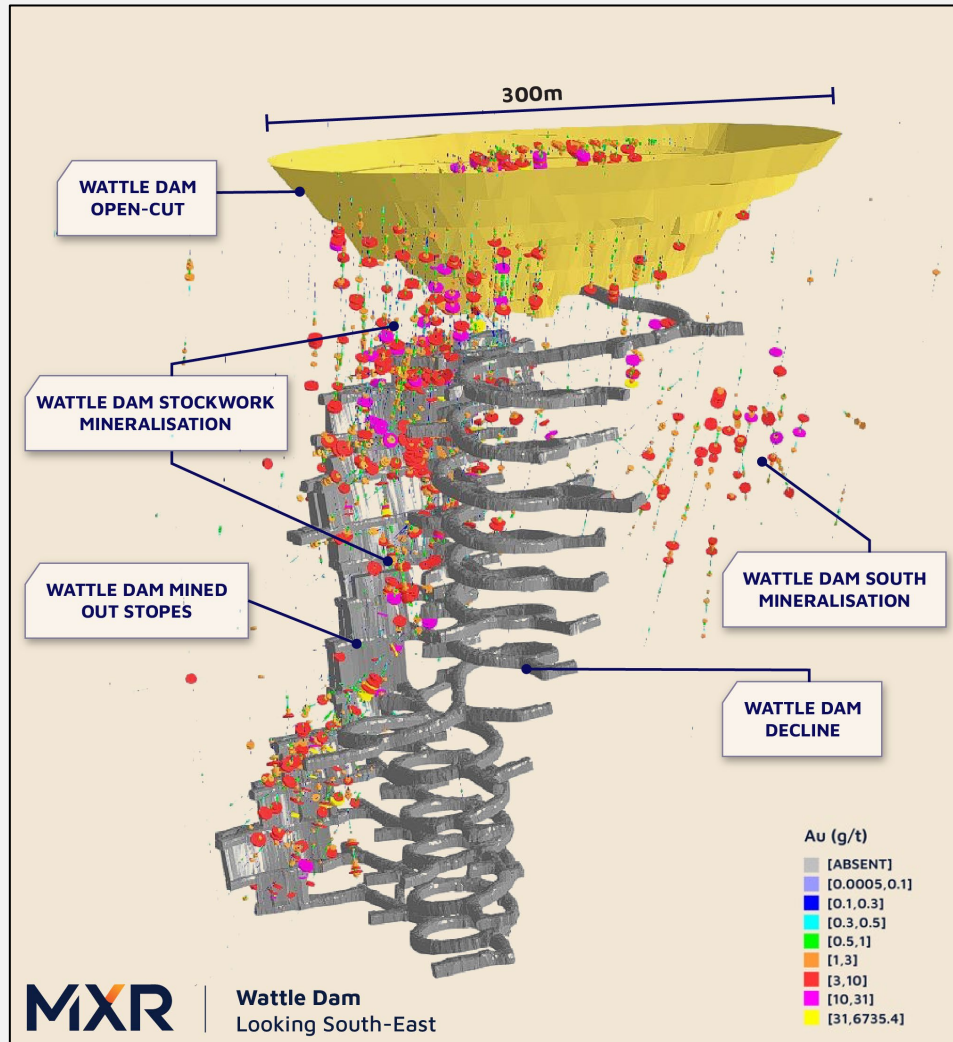 300m
WATTLE DAM
OPEN-CUT
WATTLE DAM STOCKWORK
MINERALISATION
WATTLE DAM MINED
OUT STOPES
WATTLE DAM SOUTH
MINERALISATION
WATTLE DAM
DECLINE
Au (g/t)
[ABSENT]
[0.0005,0.1]
[0.1,0.3]
[0.3,0.5]
[0.5,1]
[1,3]
[3,10]
[10,31]
[31,6735.4]
MXR
Wattle Dam
Looking South-East